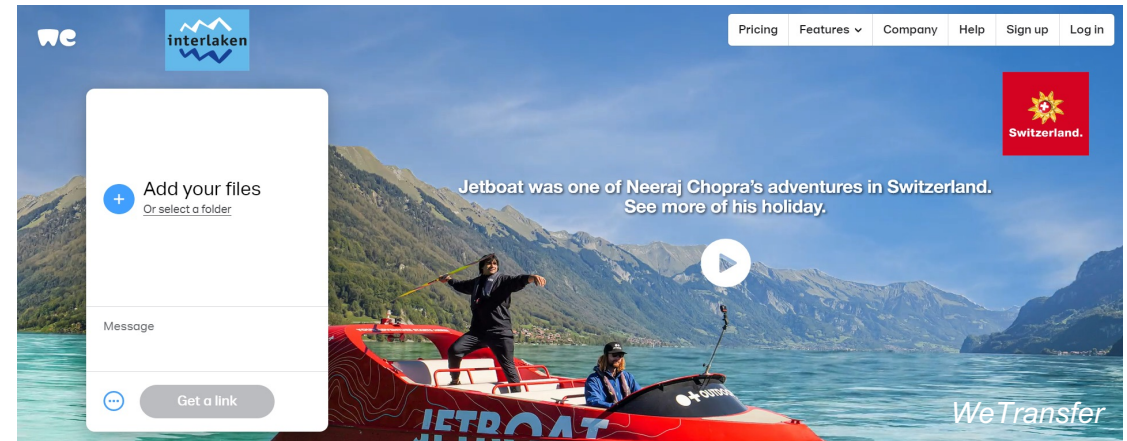 we
interlaken
Pricing
Features
Company
Help
Sign up
Log in
Switzerland.
Add your files
Or select a folder
Jetboat was one of Neeraj Chopra's adventures in Switzerland.
See more of his holiday.
Message
Get a link
OUTDOOR
JETBOAT
WeTransfer